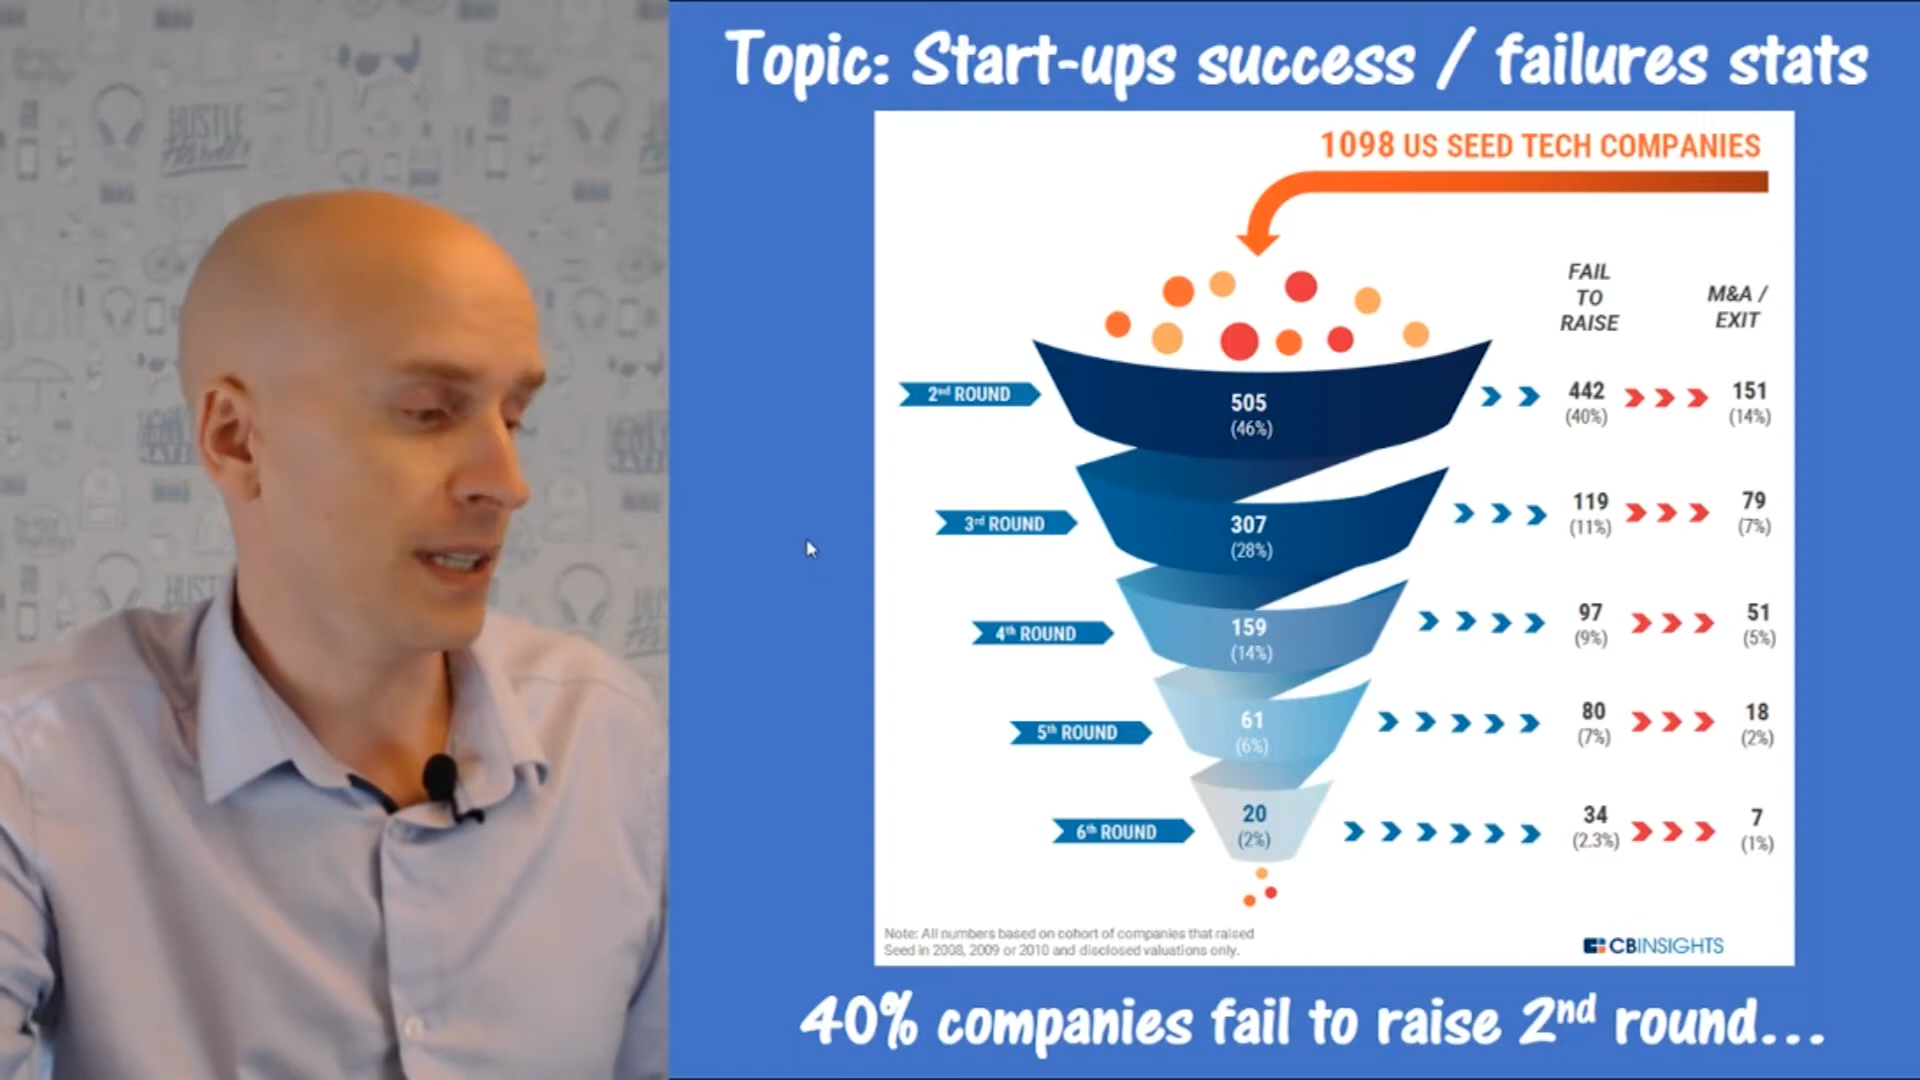 Topic: Start-ups success / failures stats
1098 US SEED TECH COMPANIES
FAIL
TO
RAISE
M&A /
EXIT
2nd ROUND
505
(46%)
442
(40%)
151
(14%)
3rd ROUND
307
(28%)
119
(11%)
79
(7%)
4th ROUND
159
(14%)
97
(9%)
51
(5%)
5th ROUND
61
(6%)
80
(7%)
18
(2%)
6th ROUND
20
(2%)
34
(2.3%)
7
(1%)
Note: All numbers based on cohort of companies that raised
Seed in 2008, 2009 or 2010 and disclosed valuations only.
CBINSIGHTS
40% companies fail to raise 2nd round...
HUSTLE